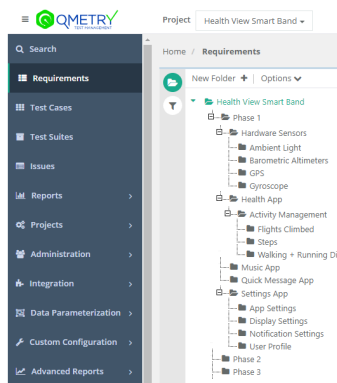 QMETRY
TEST MANAGEMENT
Project Health View Smart Band
Search
Home / Requirements
Requirements
New Folder + | Options
Test Cases
Test Suites
Issues
Reports
Projects
Administration
Integration
Data Parameterization
Custom Configuration
Advanced Reports
Health View Smart Band
Phase 1
Hardware Sensors
Ambient Light
Barometric Altimeters
GPS
Gyroscope
Health App
Activity Management
Flights Climbed
Steps
Walking + Running Di
Music App
Quick Message App
Settings App
App Settings
Display Settings
Notification Settings
User Profile
Phase 2
Phase 3